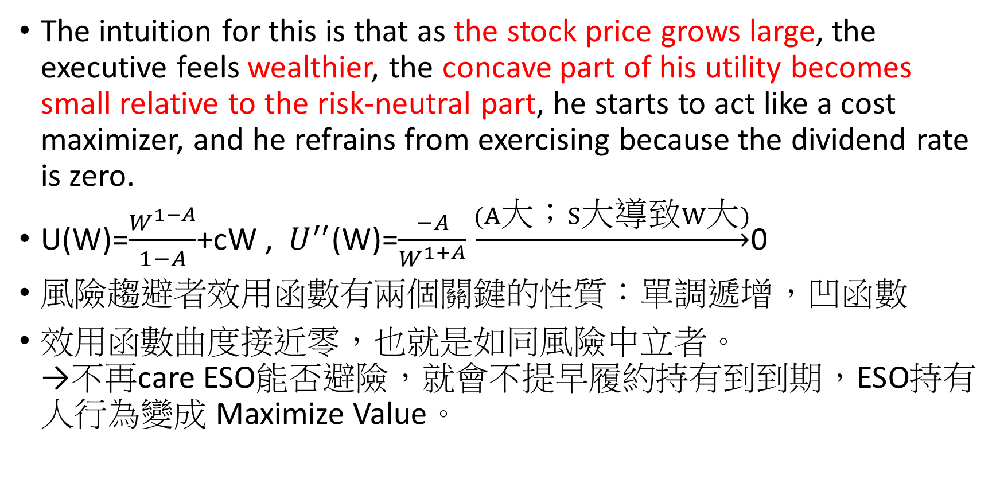 • The intuition for this is that as the stock price grows large, the
executive feels wealthier, the concave part of his utility becomes
small relative to the risk-neutral part, he starts to act like a cost
maximizer, and he refrains from exercising because the dividend rate
is zero.
• U(W)=\frac{W^{1-A}}{1-A}+cW , U''(W)=\frac{-A}{W^{1+A}} \xrightarrow{(A大；S大導致W大)} 0
• 風險趨避者效用函數有兩個關鍵的性質：單調遞增，凹函數
• 效用函數曲度接近零，也就是如同風險中立者。
→不再care ESO能否避險，就會不提早履約持有到到期，ESO持有
人行為變成 Maximize Value。